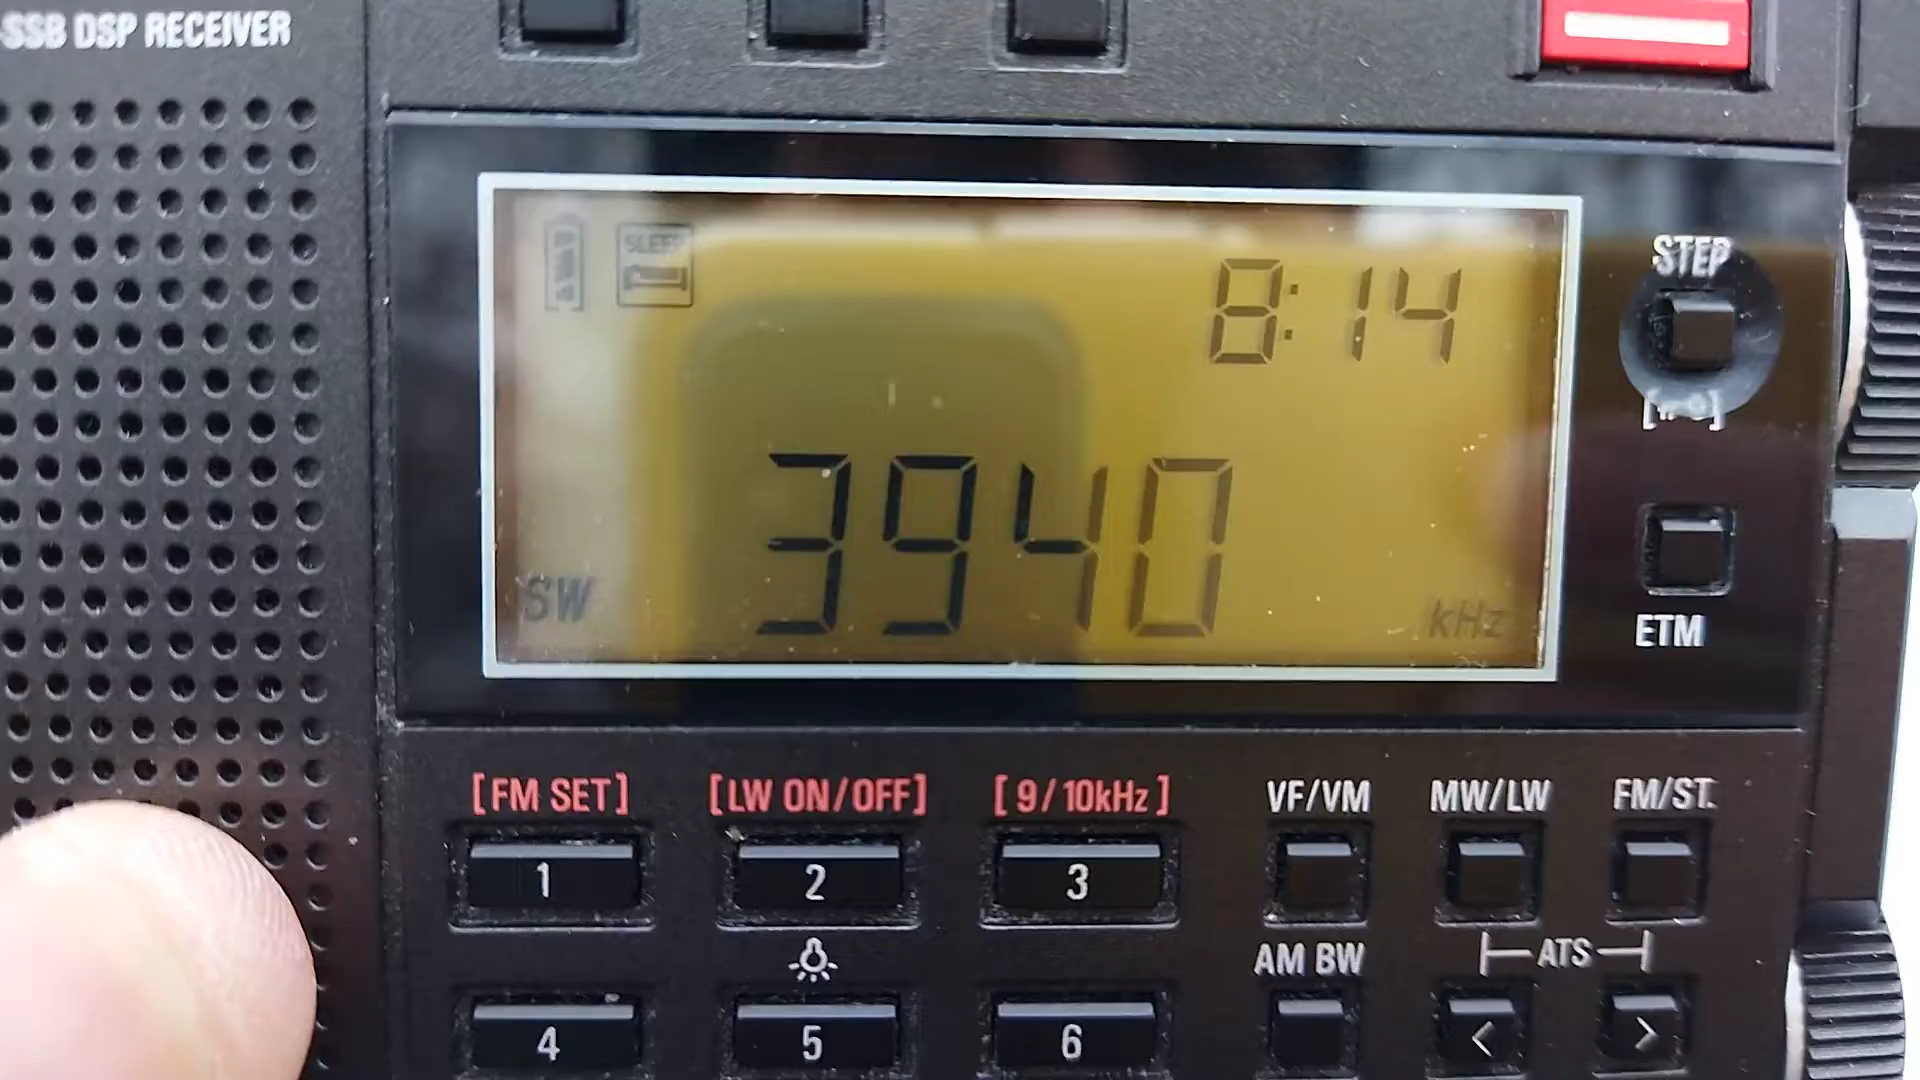 -SSB DSP RECEIVER
SLEEP
8:14
3940
SW
kHz
STEP
ETM
[FM SET] [LW ON/OFF] [9/10kHz] VF/VM MW/LW FM/ST.
1 2 3
AM BW ATS
4 5 6 < >